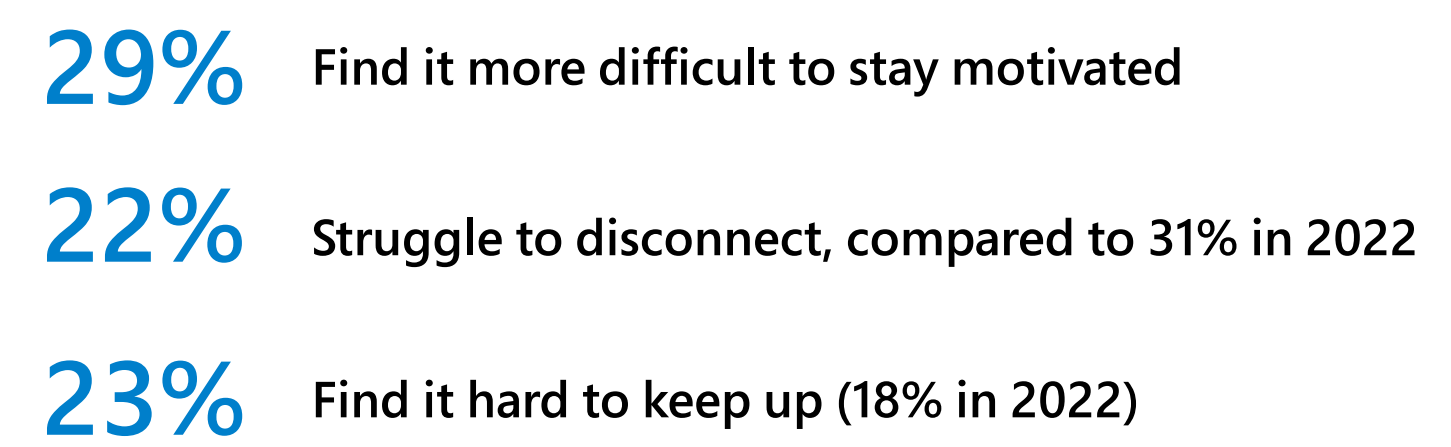 29% Find it more difficult to stay motivated
22% Struggle to disconnect, compared to 31% in 2022
23% Find it hard to keep up (18% in 2022)